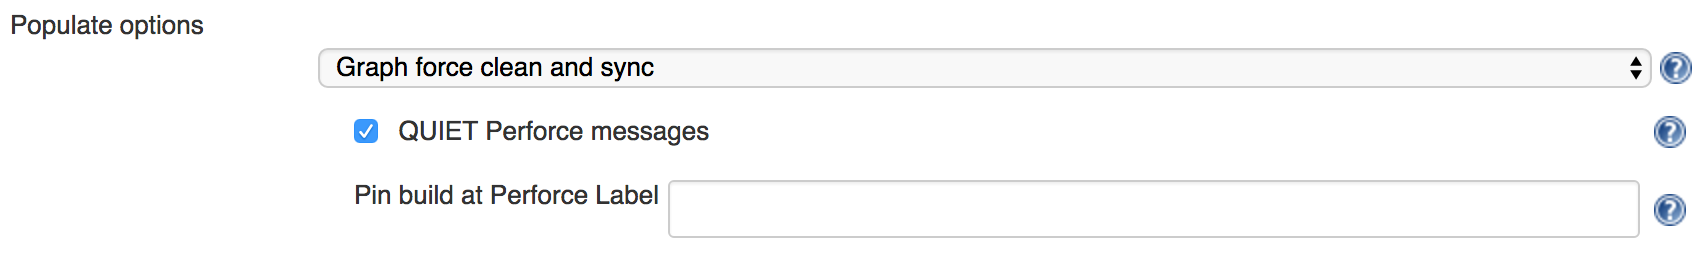 Populate options
Graph force clean and sync
QUIET Perforce messages
Pin build at Perforce Label